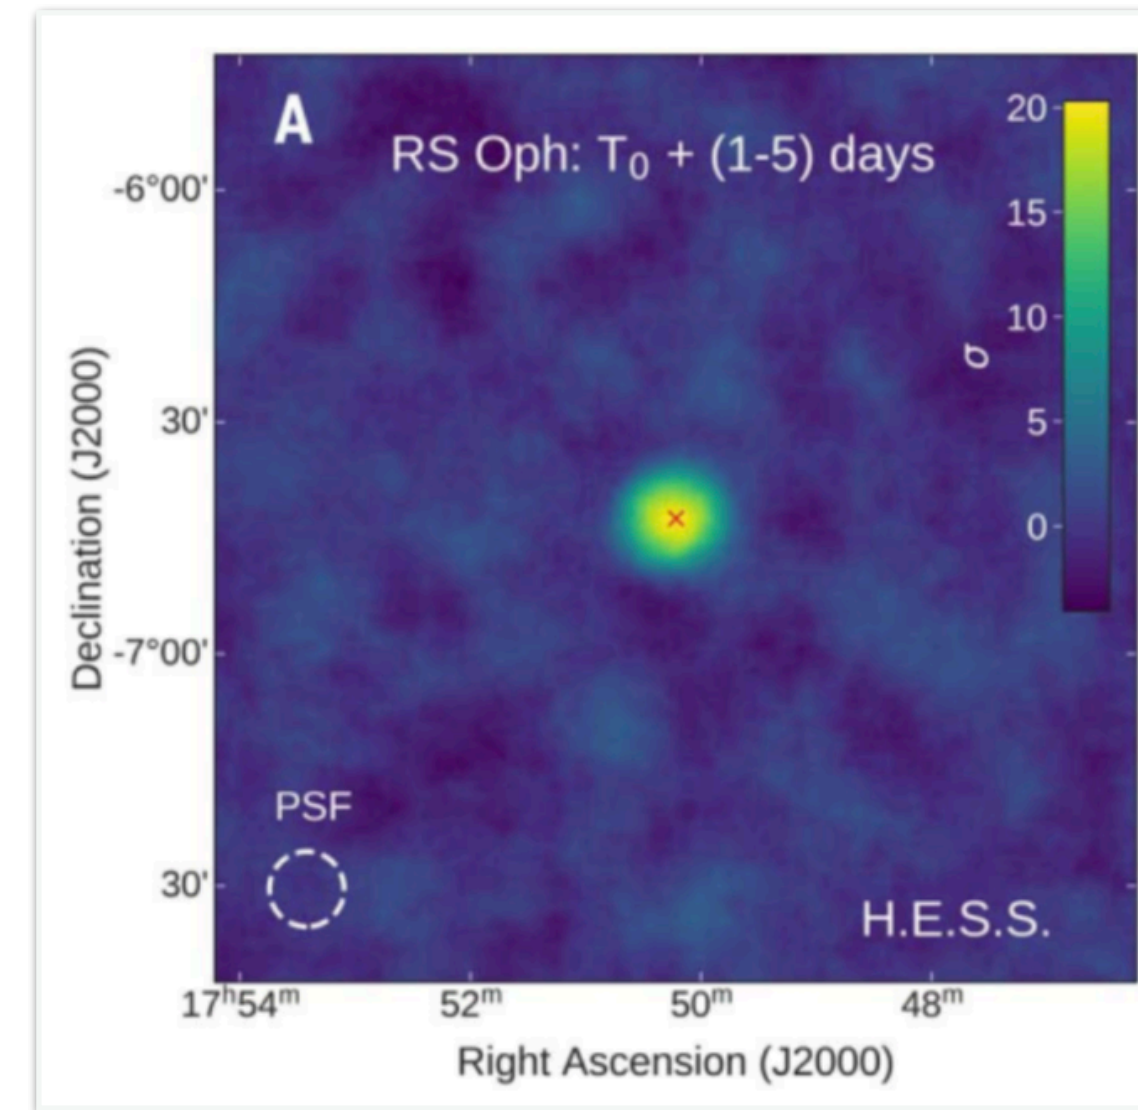 A
RS Oph: T₀ + (1-5) days
20
15
10
5
0
σ
-6°00'
30'
-7°00'
30'
Declination (J2000)
PSF
H.E.S.S.
17ʰ54ᵐ
52ᵐ
50ᵐ
48ᵐ
Right Ascension (J2000)